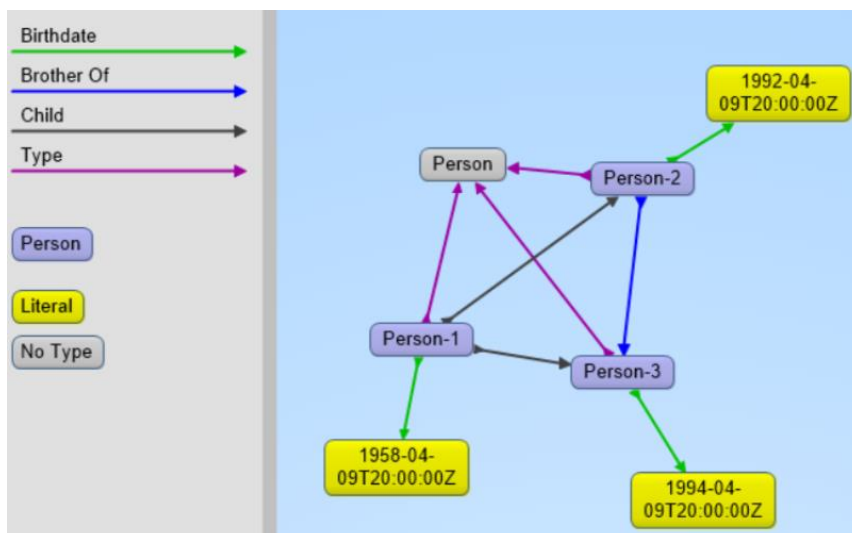 Birthdate
Brother Of
Child
Type
Person
Literal
No Type
1992-04-
09T20:00:00Z
Person
Person-2
Person-1
Person-3
1958-04-
09T20:00:00Z
1994-04-
09T20:00:00Z